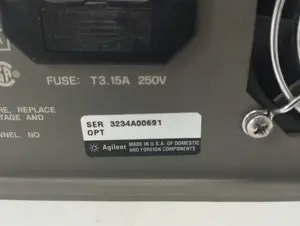 FUSE: T3.15A 250V
RE, REPLACE
TAGE AND
HANNEL. NO
SER 3234A00691
OPT
Agilent MADE IN U.S.A. OF DOMESTIC
AND FOREIGN COMPONENTS